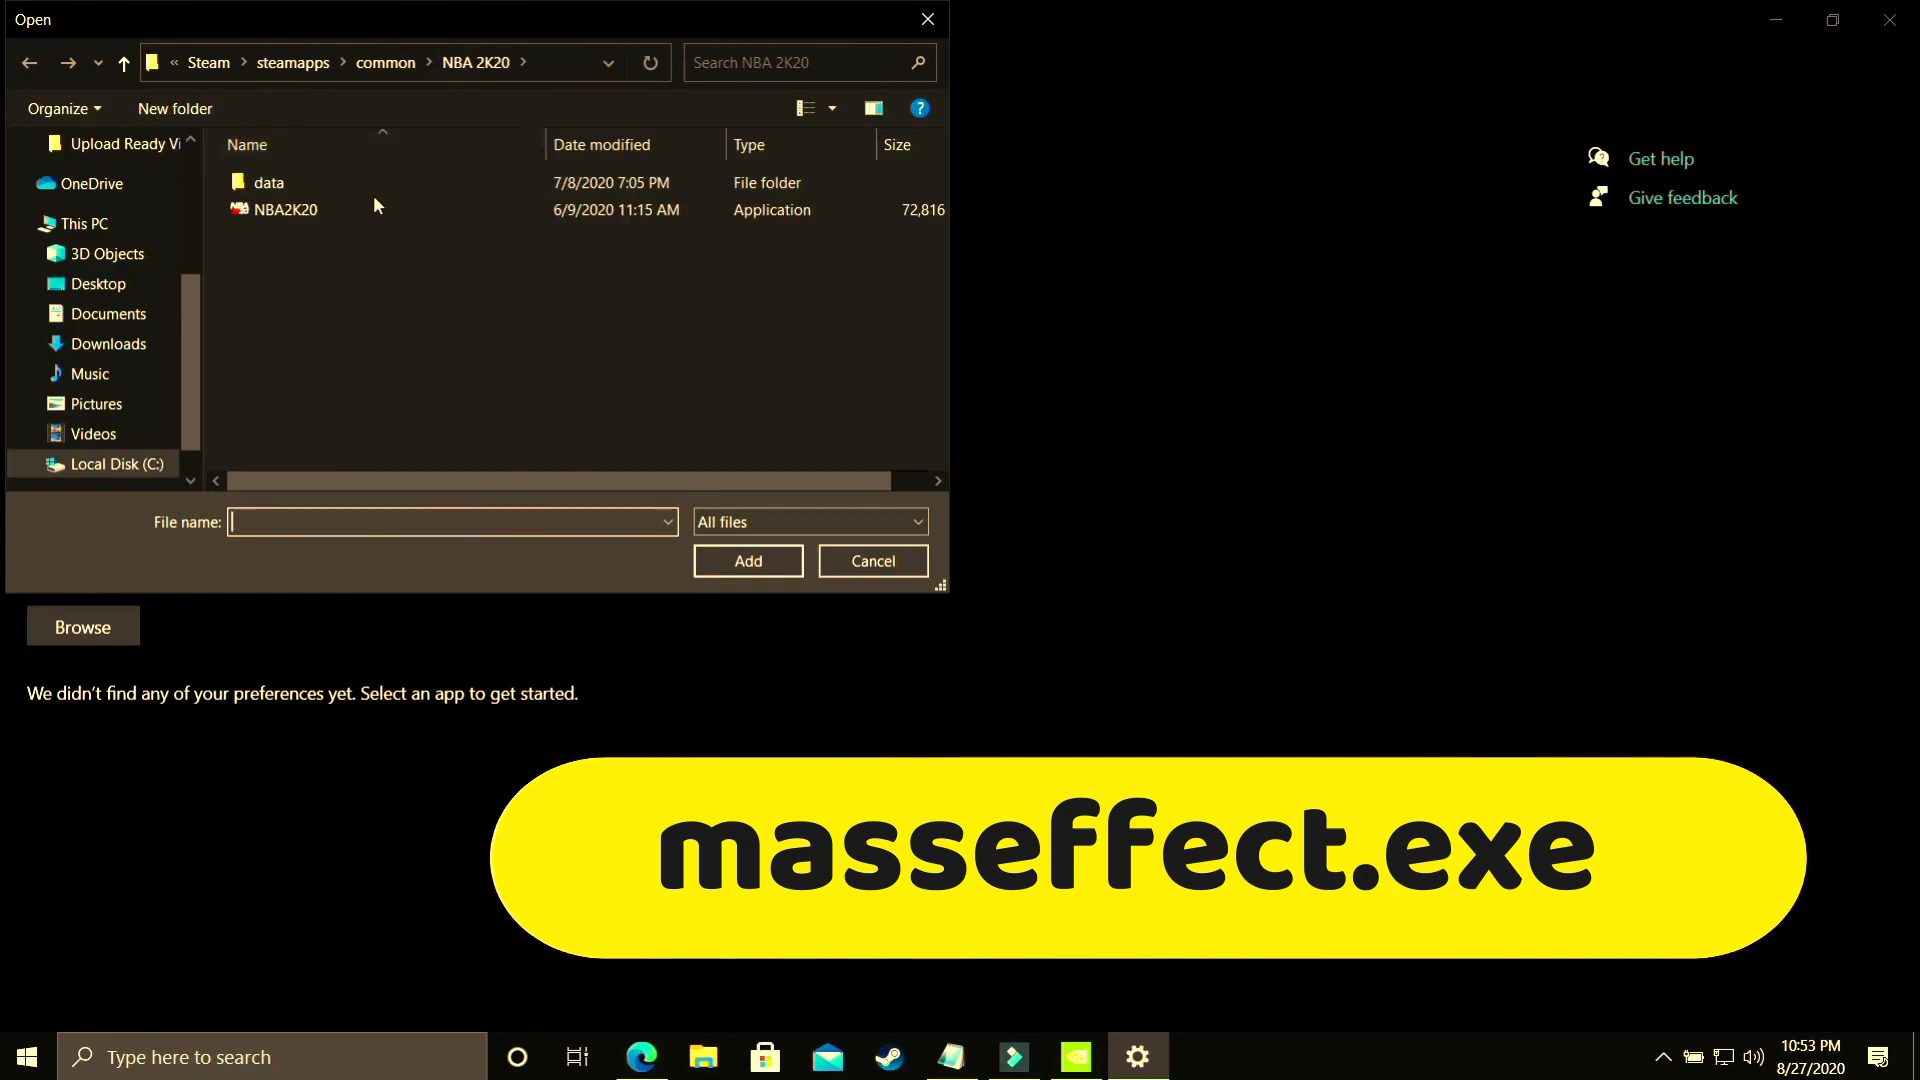 Open
« Steam > steamapps > common > NBA 2K20 >
Search NBA 2K20
Organize
New folder
Name
Date modified
Type
Size
data
7/8/2020 7:05 PM
File folder
NBA2K20
6/9/2020 11:15 AM
Application
72,816
Upload Ready Vi
OneDrive
This PC
3D Objects
Desktop
Documents
Downloads
Music
Pictures
Videos
Local Disk (C:)
File name:
All files
Add
Cancel
Get help
Give feedback
Browse
We didn't find any of your preferences yet. Select an app to get started.
masseffect.exe
Type here to search
10:53 PM
8/27/2020